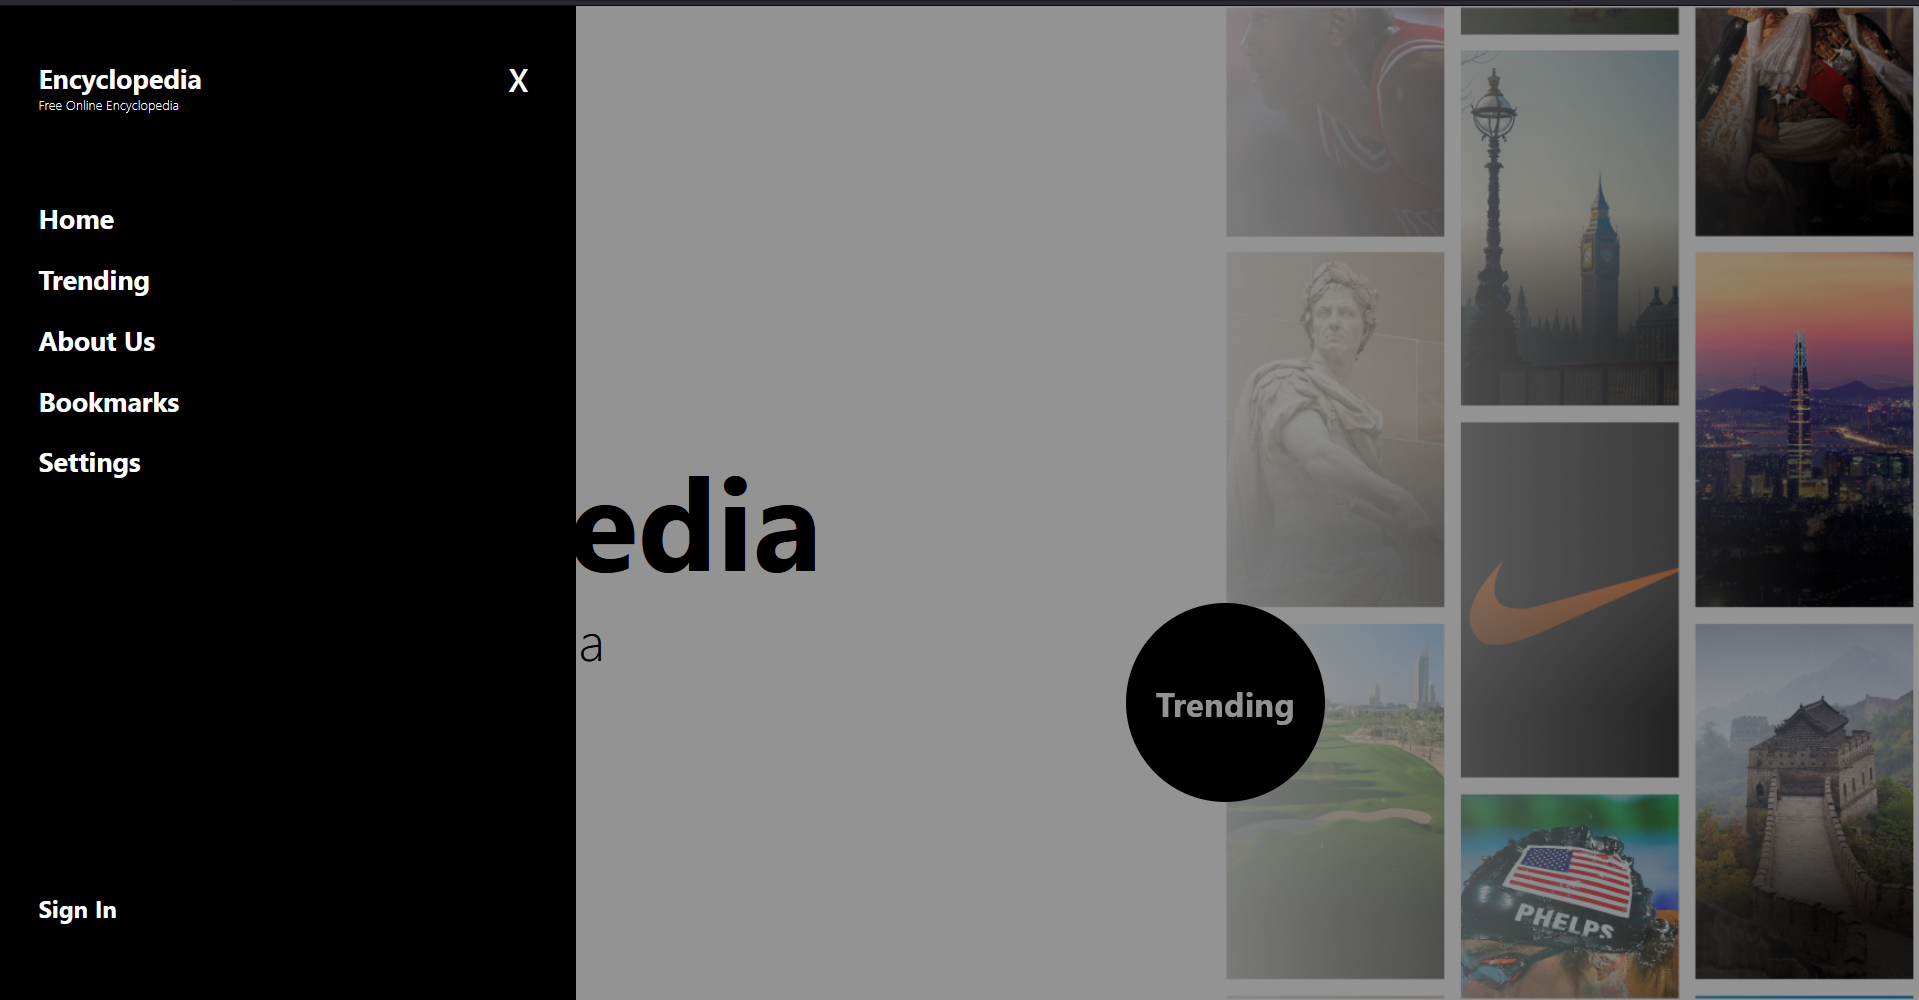 Encyclopedia
X
Free Online Encyclopedia
Home
Trending
About Us
Bookmarks
Settings
edia
a
Trending
PHELPS
Sign In